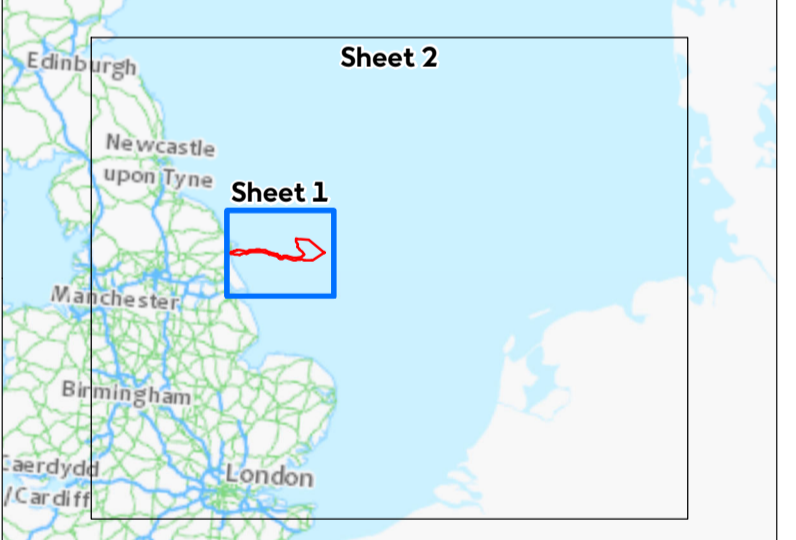 Sheet 2
Edinburgh
Newcastle
upon Tyne
Sheet 1
Manchester
Birmingham
Caerdydd
/Cardiff
London